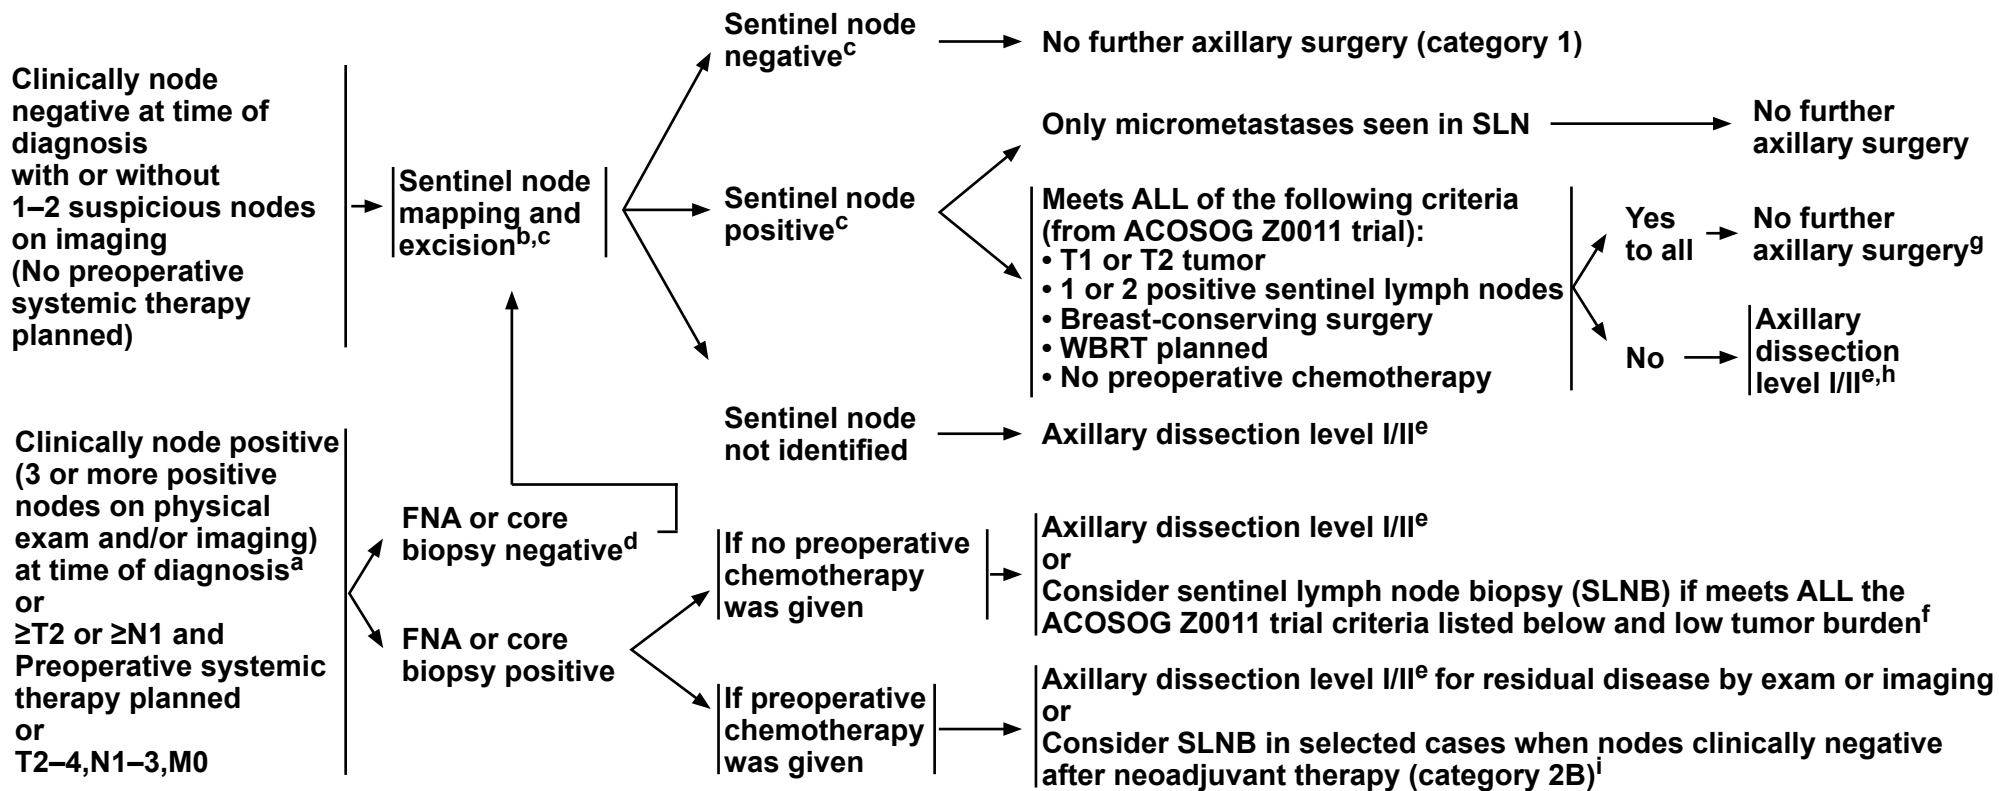 Clinically node
negative at time of
diagnosis
with or without
1–2 suspicious nodes
on imaging
(No preoperative
systemic therapy
planned)
Sentinel node
mapping and
excisionb,c
Sentinel node
negativec
No further axillary surgery (category 1)
Sentinel node
positivec
Only micrometastases seen in SLN
No further
axillary surgery
Meets ALL of the following criteria
(from ACOSOG Z0011 trial):
• T1 or T2 tumor
• 1 or 2 positive sentinel lymph nodes
• Breast-conserving surgery
• WBRT planned
• No preoperative chemotherapy
Yes
to all
No further
axillary surgeryg
No
Axillary
dissection
level I/IIe,h
Sentinel node
not identified
Axillary dissection level I/IIe
Clinically node positive
(3 or more positive
nodes on physical
exam and/or imaging)
at time of diagnosisa
or
≥T2 or ≥N1 and
Preoperative systemic
therapy planned
or
T2–4,N1–3,M0
FNA or core
biopsy negatived
FNA or core
biopsy positive
If no preoperative
chemotherapy
was given
Axillary dissection level I/IIe
or
Consider sentinel lymph node biopsy (SLNB) if meets ALL the
ACOSOG Z0011 trial criteria listed below and low tumor burdenf
If preoperative
chemotherapy
was given
Axillary dissection level I/IIe for residual disease by exam or imaging
or
Consider SLNB in selected cases when nodes clinically negative
after neoadjuvant therapy (category 2B)i